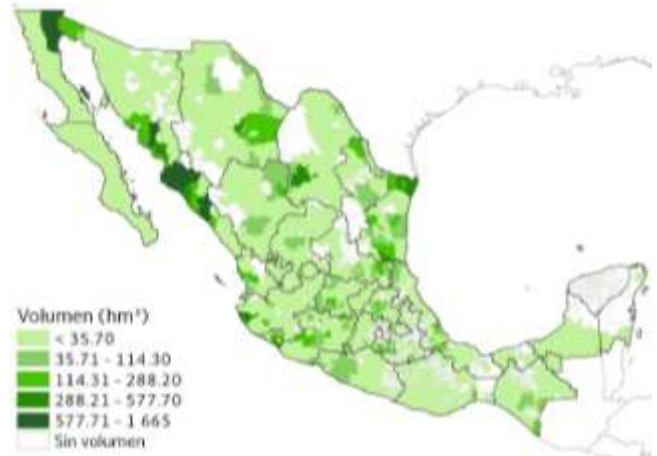 Volumen (hm³)
< 35.70
35.71 - 114.30
114.31 - 288.20
288.21 - 577.70
577.71 - 1 665
Sin volumen